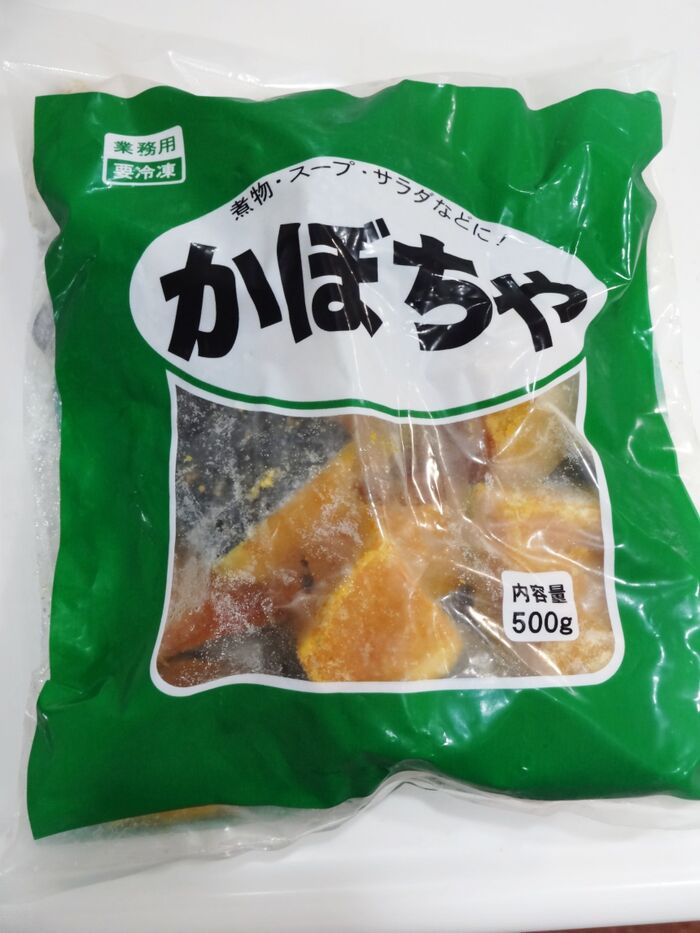 業務用
要冷凍
煮物・スープ・サラダなどに!
かぼちゃ
内容量
500g